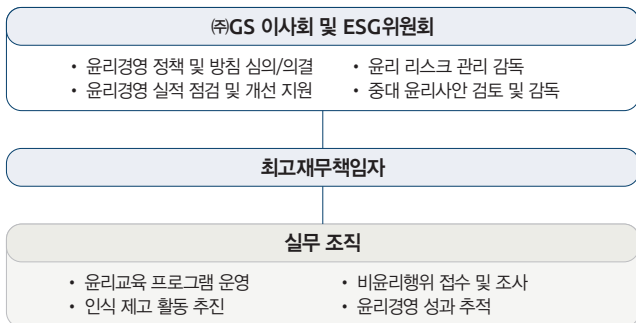 ㈜GS 이사회 및 ESG위원회
• 윤리경영 정책 및 방침 심의/의결 • 윤리 리스크 관리 감독
• 윤리경영 실적 점검 및 개선 지원 • 중대 윤리사안 검토 및 감독
최고재무책임자
실무 조직
• 윤리교육 프로그램 운영 • 비윤리행위 접수 및 조사
• 인식 제고 활동 추진 • 윤리경영 성과 추적